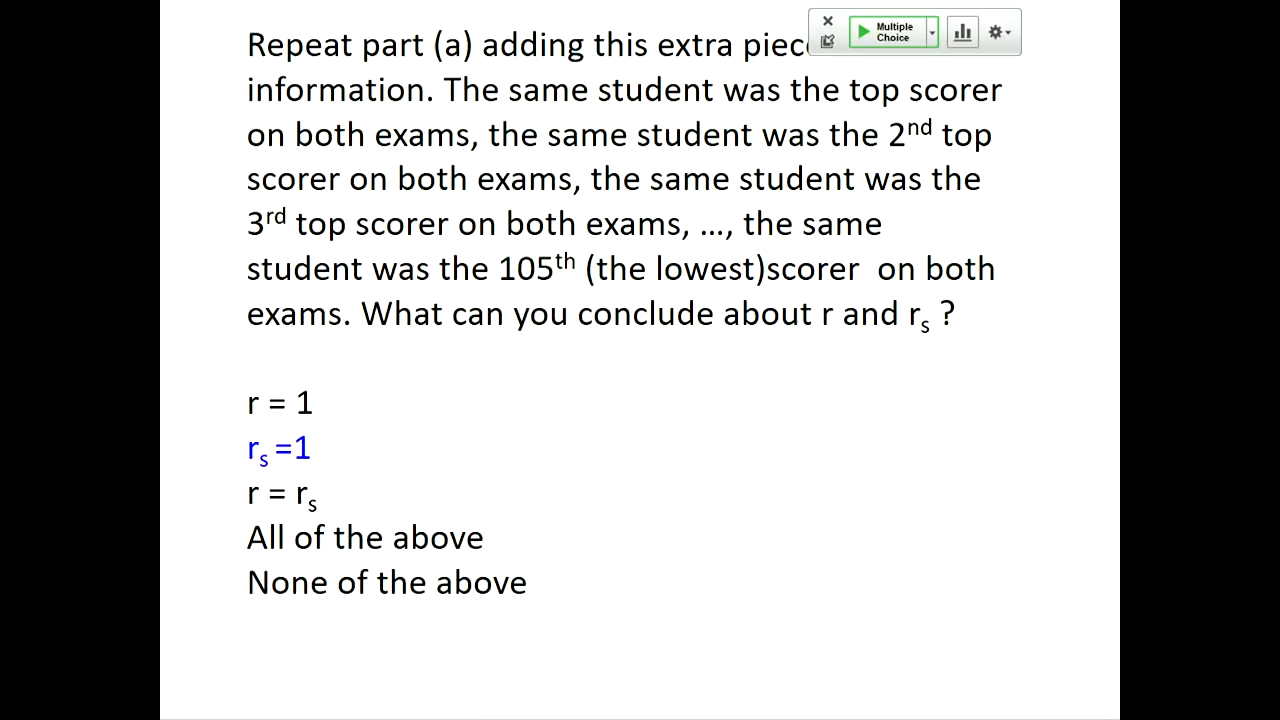 Repeat part (a) adding this extra piec
Multiple
Choice
information. The same student was the top scorer
on both exams, the same student was the 2nd top
scorer on both exams, the same student was the
3rd top scorer on both exams, …, the same
student was the 105th (the lowest)scorer on both
exams. What can you conclude about r and rs ?
r = 1
rs =1
r = rs
All of the above
None of the above